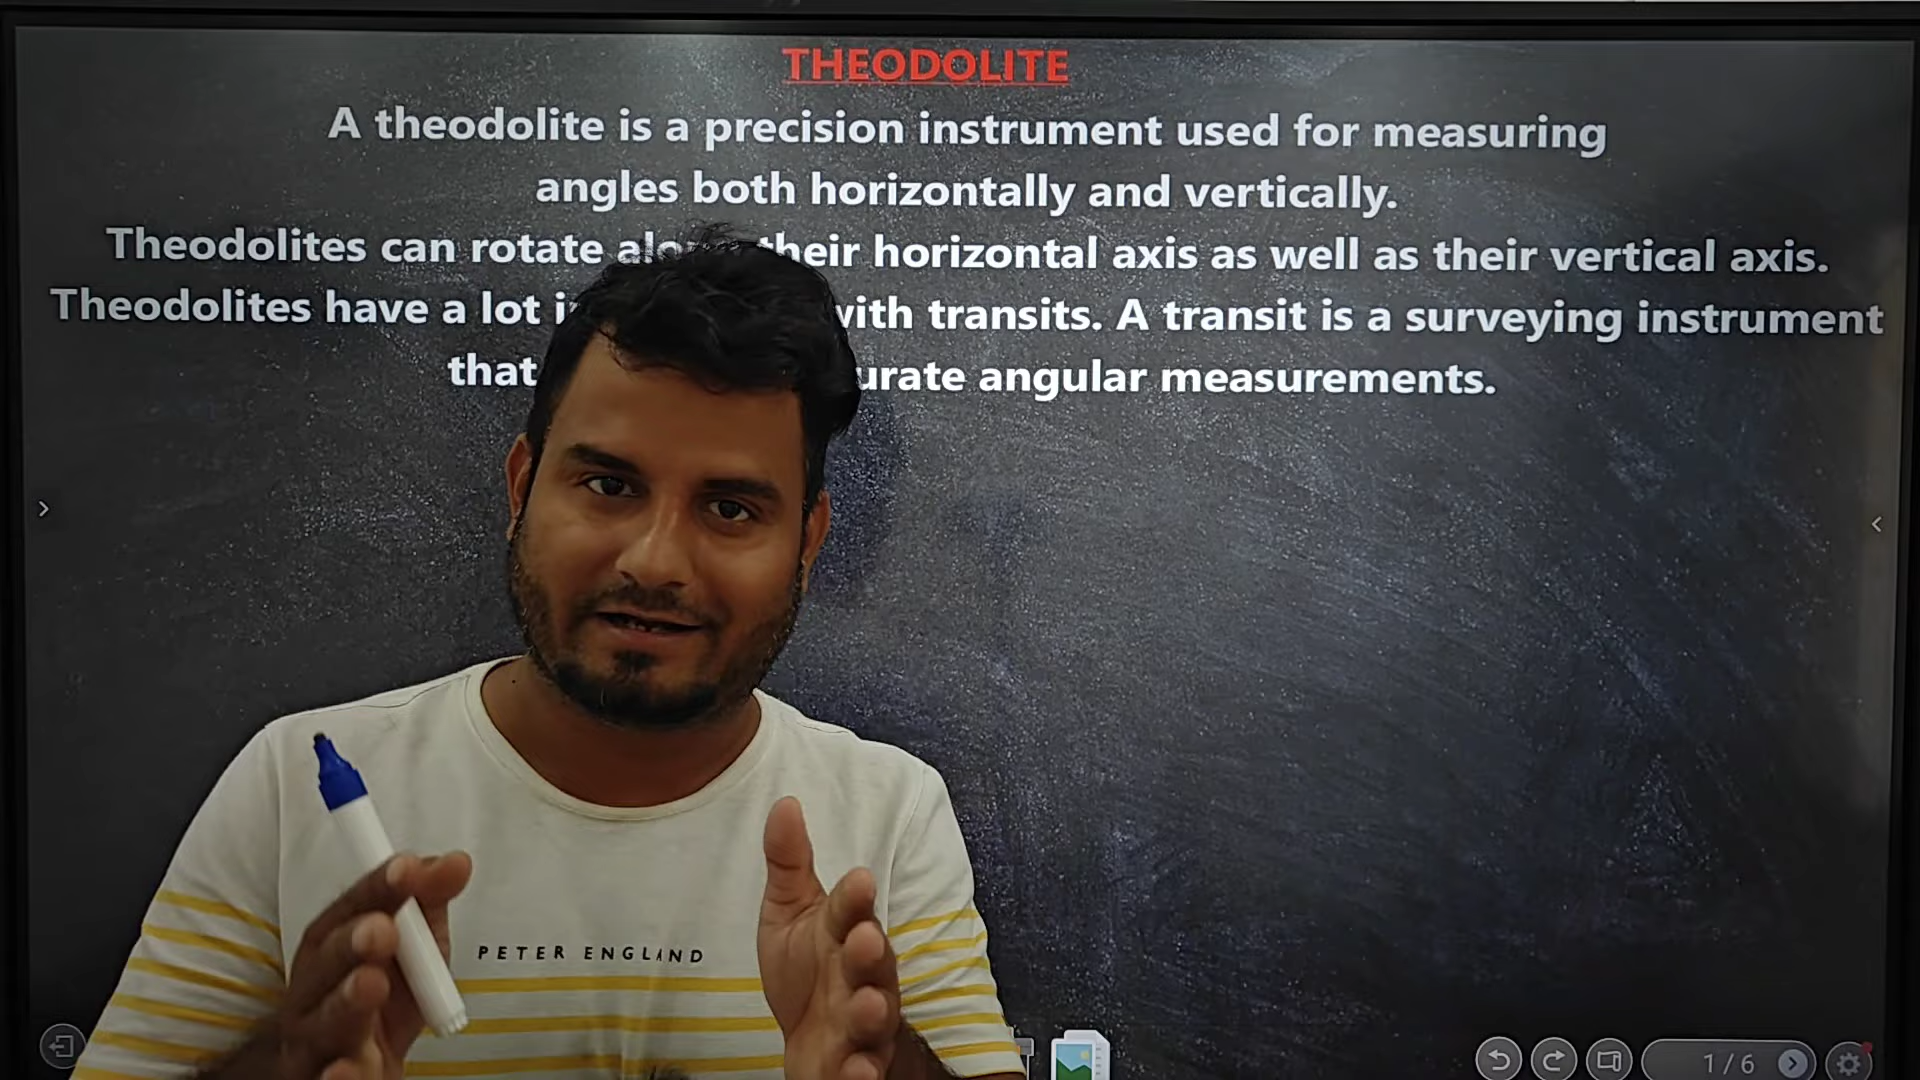 THEODOLITE
A theodolite is a precision instrument used for measuring
angles both horizontally and vertically.
Theodolites can rotate their horizontal axis as well as their vertical axis.
Theodolites have a lot with transits. A transit is a surveying instrument
that angular measurements.
PETER ENGLAND
1/6